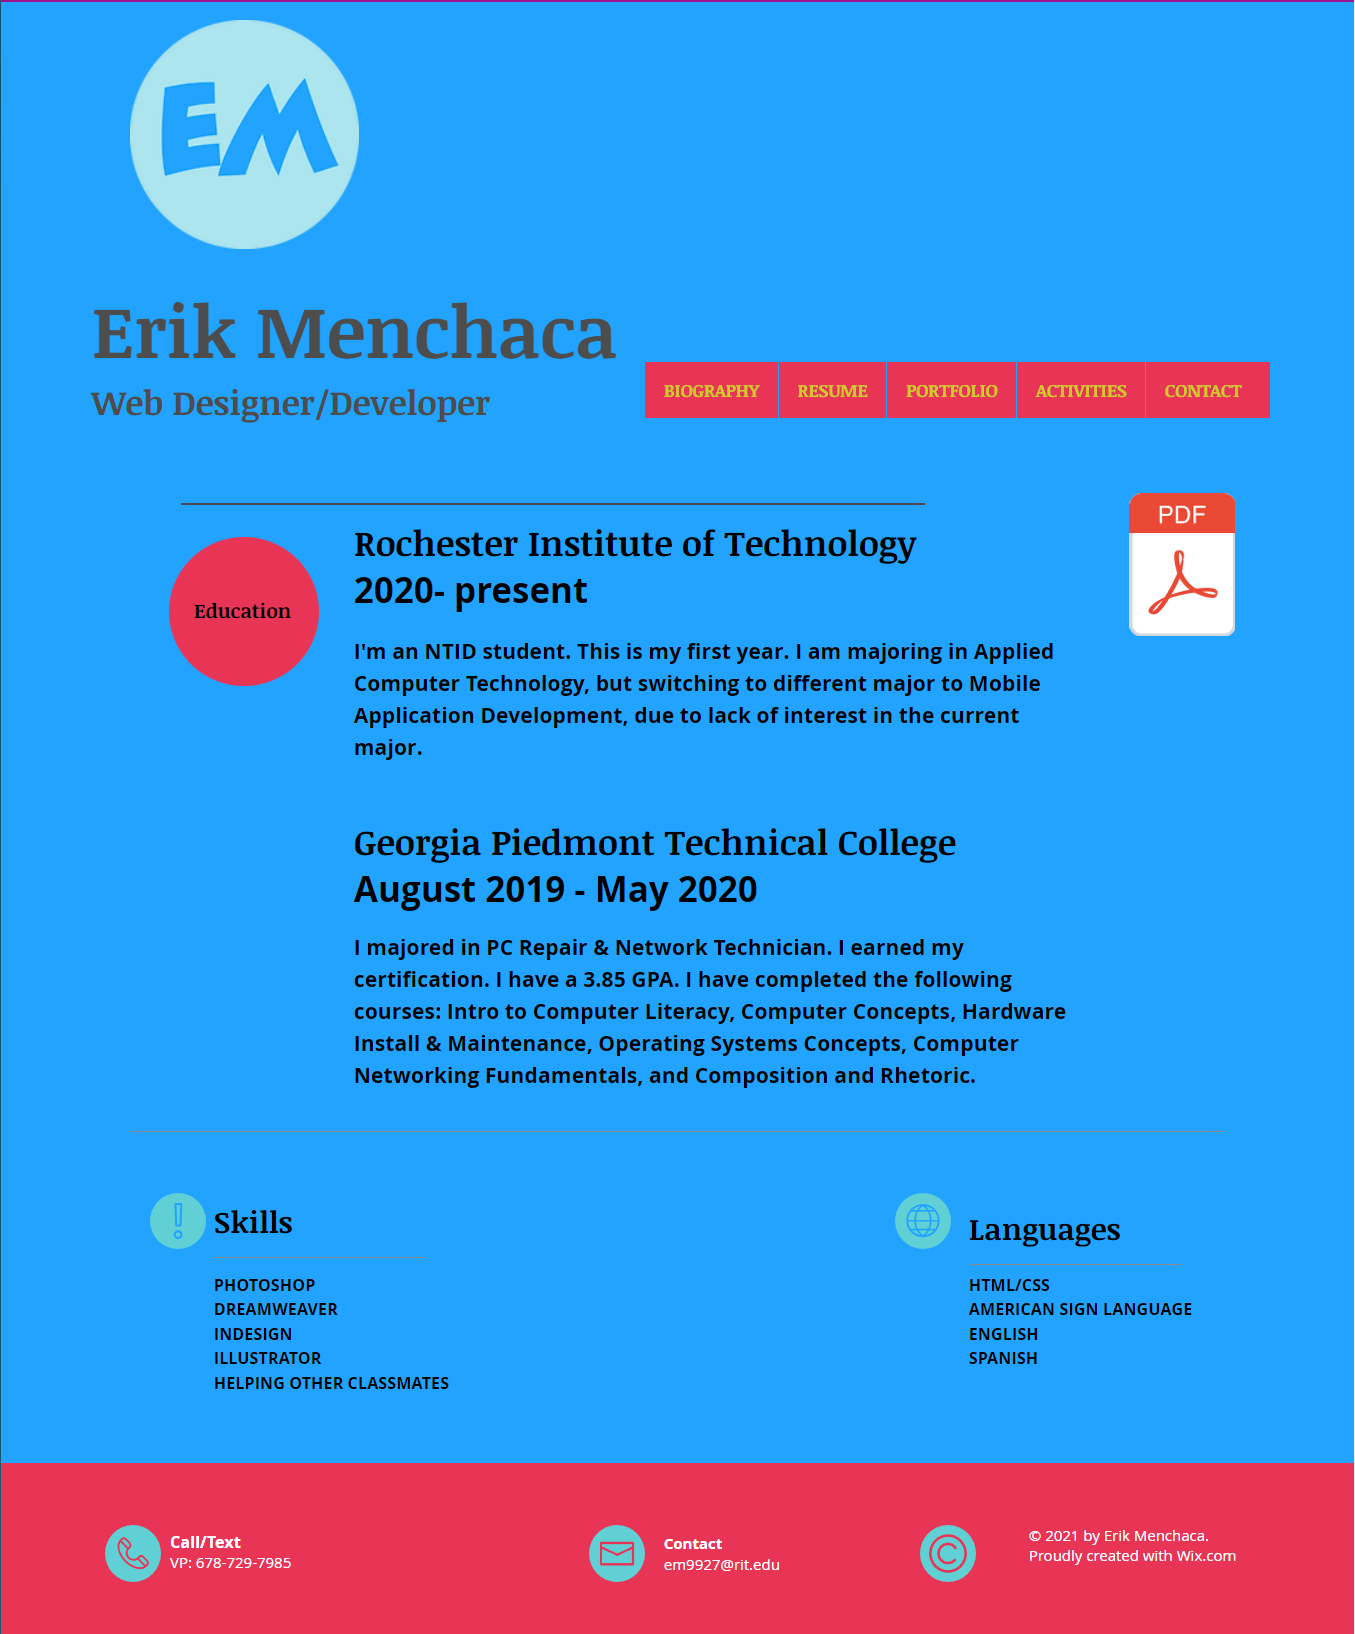 EM
Erik Menchaca
Web Designer/Developer
BIOGRAPHY
RESUME
PORTFOLIO
ACTIVITIES
CONTACT
PDF
Education
Rochester Institute of Technology
2020- present
I'm an NTID student. This is my first year. I am majoring in Applied
Computer Technology, but switching to different major to Mobile
Application Development, due to lack of interest in the current
major.
Georgia Piedmont Technical College
August 2019 - May 2020
I majored in PC Repair & Network Technician. I earned my
certification. I have a 3.85 GPA. I have completed the following
courses: Intro to Computer Literacy, Computer Concepts, Hardware
Install & Maintenance, Operating Systems Concepts, Computer
Networking Fundamentals, and Composition and Rhetoric.
Skills
PHOTOSHOP
DREAMWEAVER
INDESIGN
ILLUSTRATOR
HELPING OTHER CLASSMATES
Languages
HTML/CSS
AMERICAN SIGN LANGUAGE
ENGLISH
SPANISH
Call/Text
VP: 678-729-7985
Contact
em9927@rit.edu
© 2021 by Erik Menchaca.
Proudly created with Wix.com